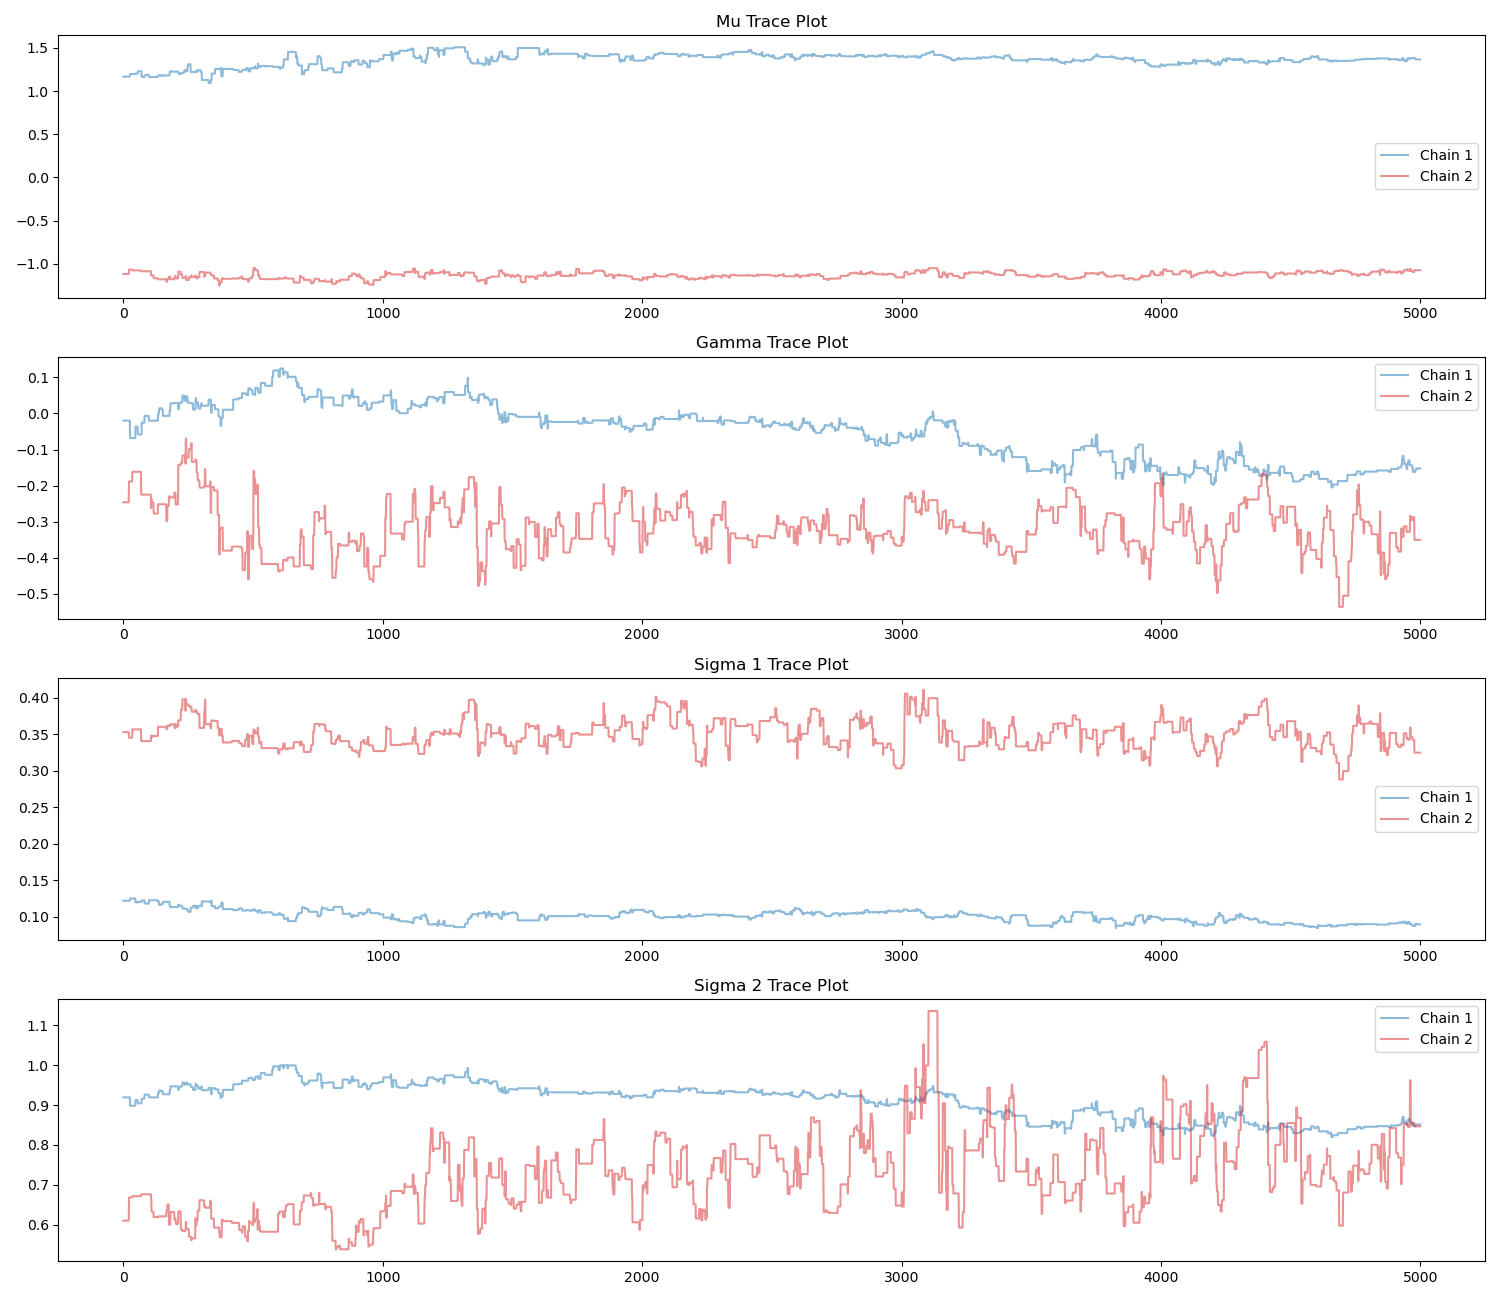 Mu Trace Plot
1.5
1.0
0.5
0.0
−0.5
−1.0
Chain 1
Chain 2
0 1000 2000 3000 4000 5000
Gamma Trace Plot
0.1
0.0
−0.1
−0.2
−0.3
−0.4
−0.5
Chain 1
Chain 2
0 1000 2000 3000 4000 5000
Sigma 1 Trace Plot
0.40
0.35
0.30
0.25
0.20
0.15
0.10
Chain 1
Chain 2
0 1000 2000 3000 4000 5000
Sigma 2 Trace Plot
1.1
1.0
0.9
0.8
0.7
0.6
Chain 1
Chain 2
0 1000 2000 3000 4000 5000